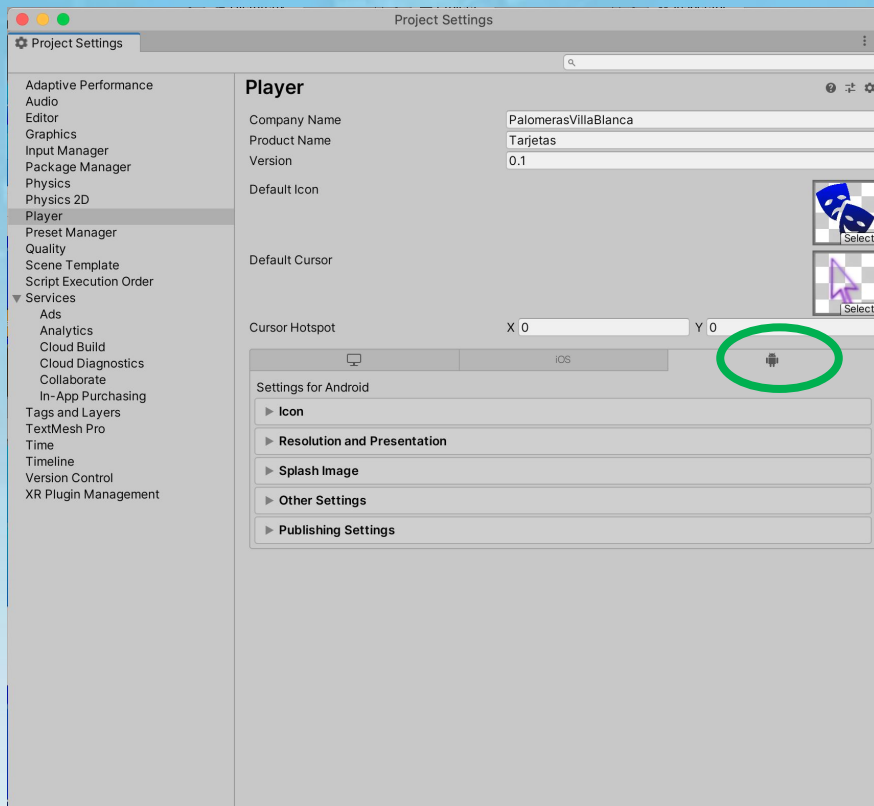 Project Settings
Project Settings
Adaptive Performance
Audio
Editor
Graphics
Input Manager
Package Manager
Physics
Physics 2D
Player
Preset Manager
Quality
Scene Template
Script Execution Order
Services
Ads
Analytics
Cloud Build
Cloud Diagnostics
Collaborate
In-App Purchasing
Tags and Layers
TextMesh Pro
Time
Timeline
Version Control
XR Plugin Management
Player
Company Name PalomerasVillaBlanca
Product Name Tarjetas
Version 0.1
Default Icon
Select
Default Cursor
Select
Cursor Hotspot X 0 Y 0
iOS
Settings for Android
Icon
Resolution and Presentation
Splash Image
Other Settings
Publishing Settings